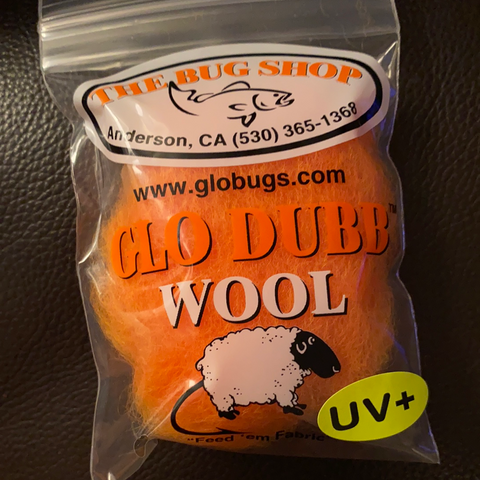 THE BUG SHOP
Anderson, CA (530) 365-1368
www.globugs.com
GLO DUBB™
WOOL
UV+
"Feed 'em Fabric"